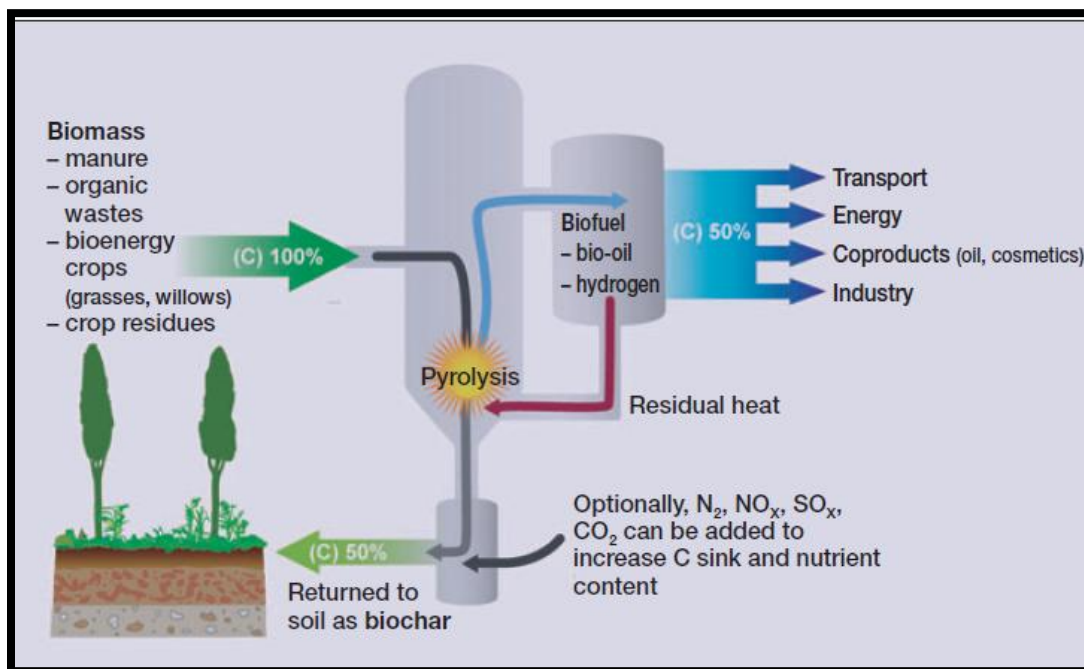 Biomass
– manure
– organic
wastes
– bioenergy
crops
(grasses, willows)
– crop residues
(C) 100%
Pyrolysis
Biofuel
– bio-oil
– hydrogen
(C) 50%
Transport
Energy
Coproducts (oil, cosmetics)
Industry
Residual heat
Optionally, N₂, NOₓ, SOₓ,
CO₂ can be added to
increase C sink and nutrient
content
(C) 50%
Returned to
soil as biochar